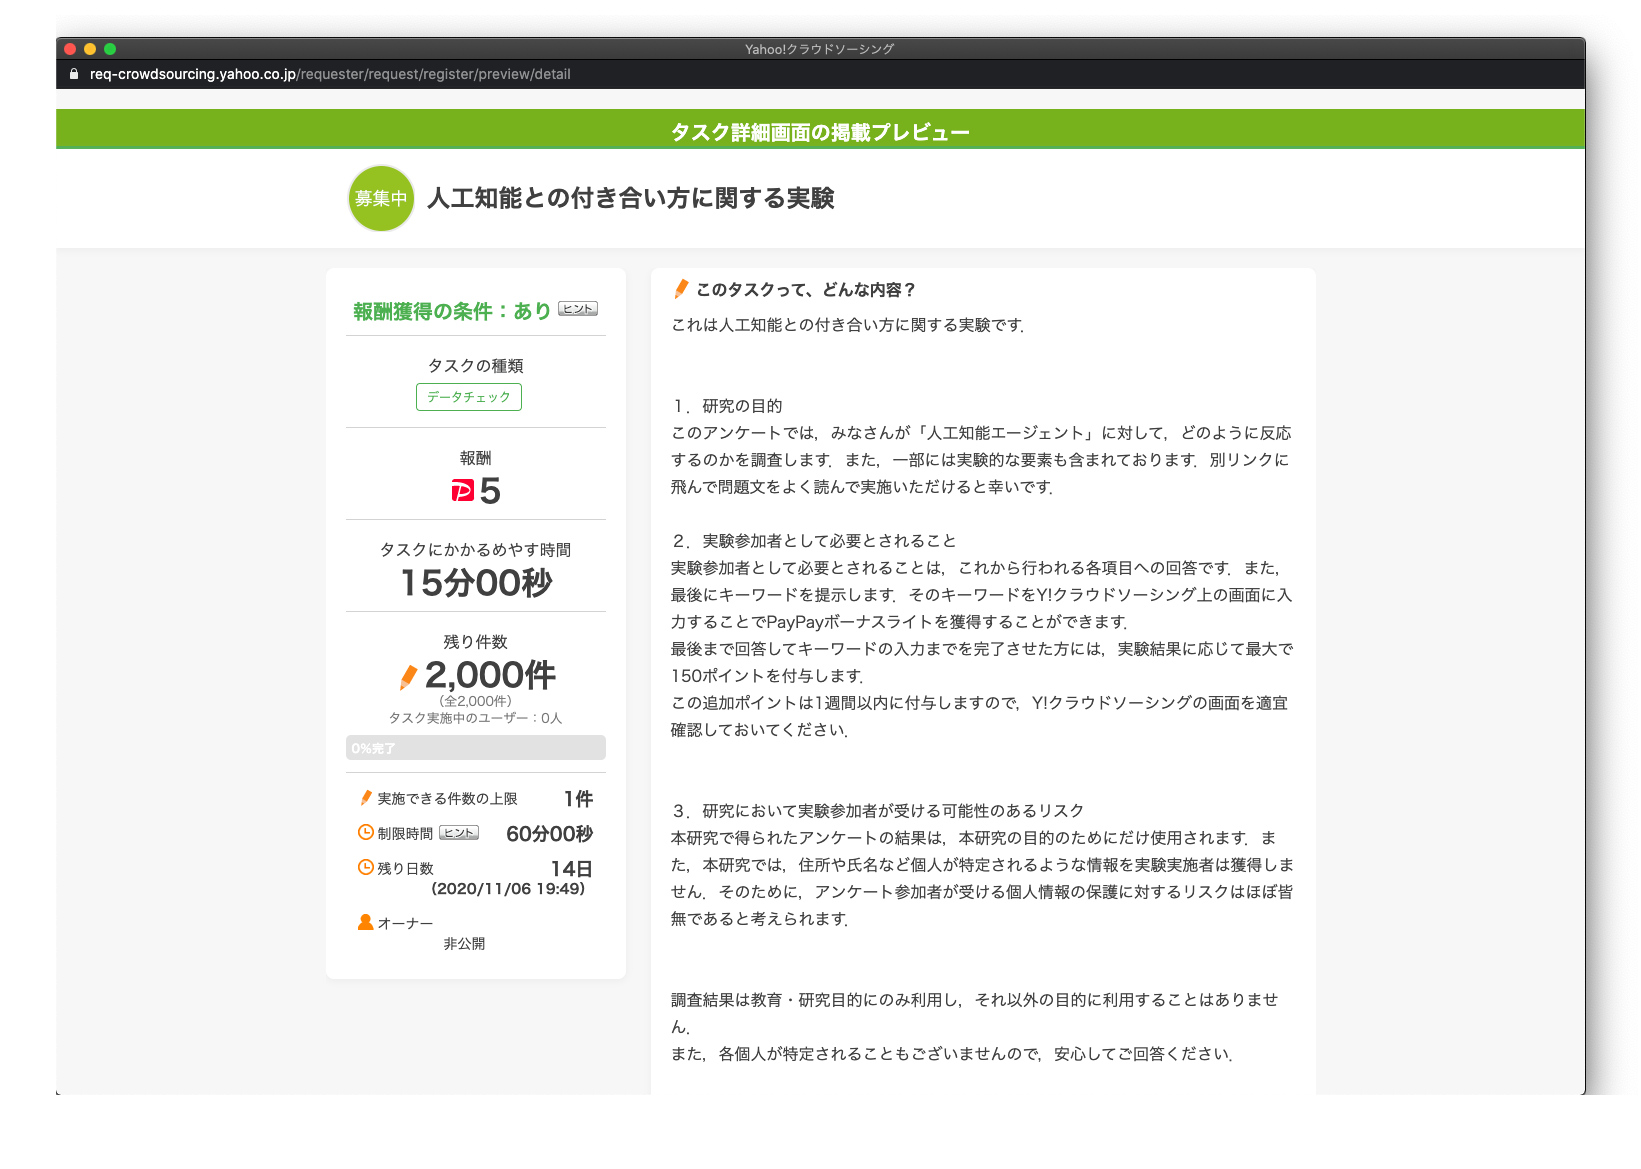 Yahoo!クラウドソーシング
req-crowdsourcing.yahoo.co.jp/requester/request/register/preview/detail
タスク詳細画面の掲載プレビュー
募集中
人工知能との付き合い方に関する実験
報酬獲得の条件：あり ヒント
タスクの種類
データチェック
報酬
P 5
タスクにかかるめやす時間
15分00秒
残り件数
2,000件
(全2,000件)
タスク実施中のユーザー：0人
0%完了
実施できる件数の上限 1件
制限時間 ヒント 60分00秒
残り日数 14日
(2020/11/06 19:49)
オーナー
非公開
このタスクって、どんな内容？
これは人工知能との付き合い方に関する実験です．
１．研究の目的
このアンケートでは，みなさんが「人工知能エージェント」に対して，どのように反応
するのかを調査します．また，一部には実験的な要素も含まれております．別リンクに
飛んで問題文をよく読んで実施いただけると幸いです．
２．実験参加者として必要とされること
実験参加者として必要とされることは，これから行われる各項目への回答です．また，
最後にキーワードを提示します．そのキーワードをY!クラウドソーシング上の画面に入
力することでPayPayボーナスライトを獲得することができます．
最後まで回答してキーワードの入力までを完了させた方には，実験結果に応じて最大で
150ポイントを付与します．
この追加ポイントは1週間以内に付与しますので，Y!クラウドソーシングの画面を適宜
確認しておいてください．
３．研究において実験参加者が受ける可能性のあるリスク
本研究で得られたアンケートの結果は，本研究の目的のためにだけ使用されます．ま
た，本研究では，住所や氏名など個人が特定されるような情報を実験実施者は獲得しま
せん．そのために，アンケート参加者が受ける個人情報の保護に対するリスクはほぼ皆
無であると考えられます．
調査結果は教育・研究目的にのみ利用し，それ以外の目的に利用することはありませ
ん．
また，各個人が特定されることもございませんので，安心してご回答ください．